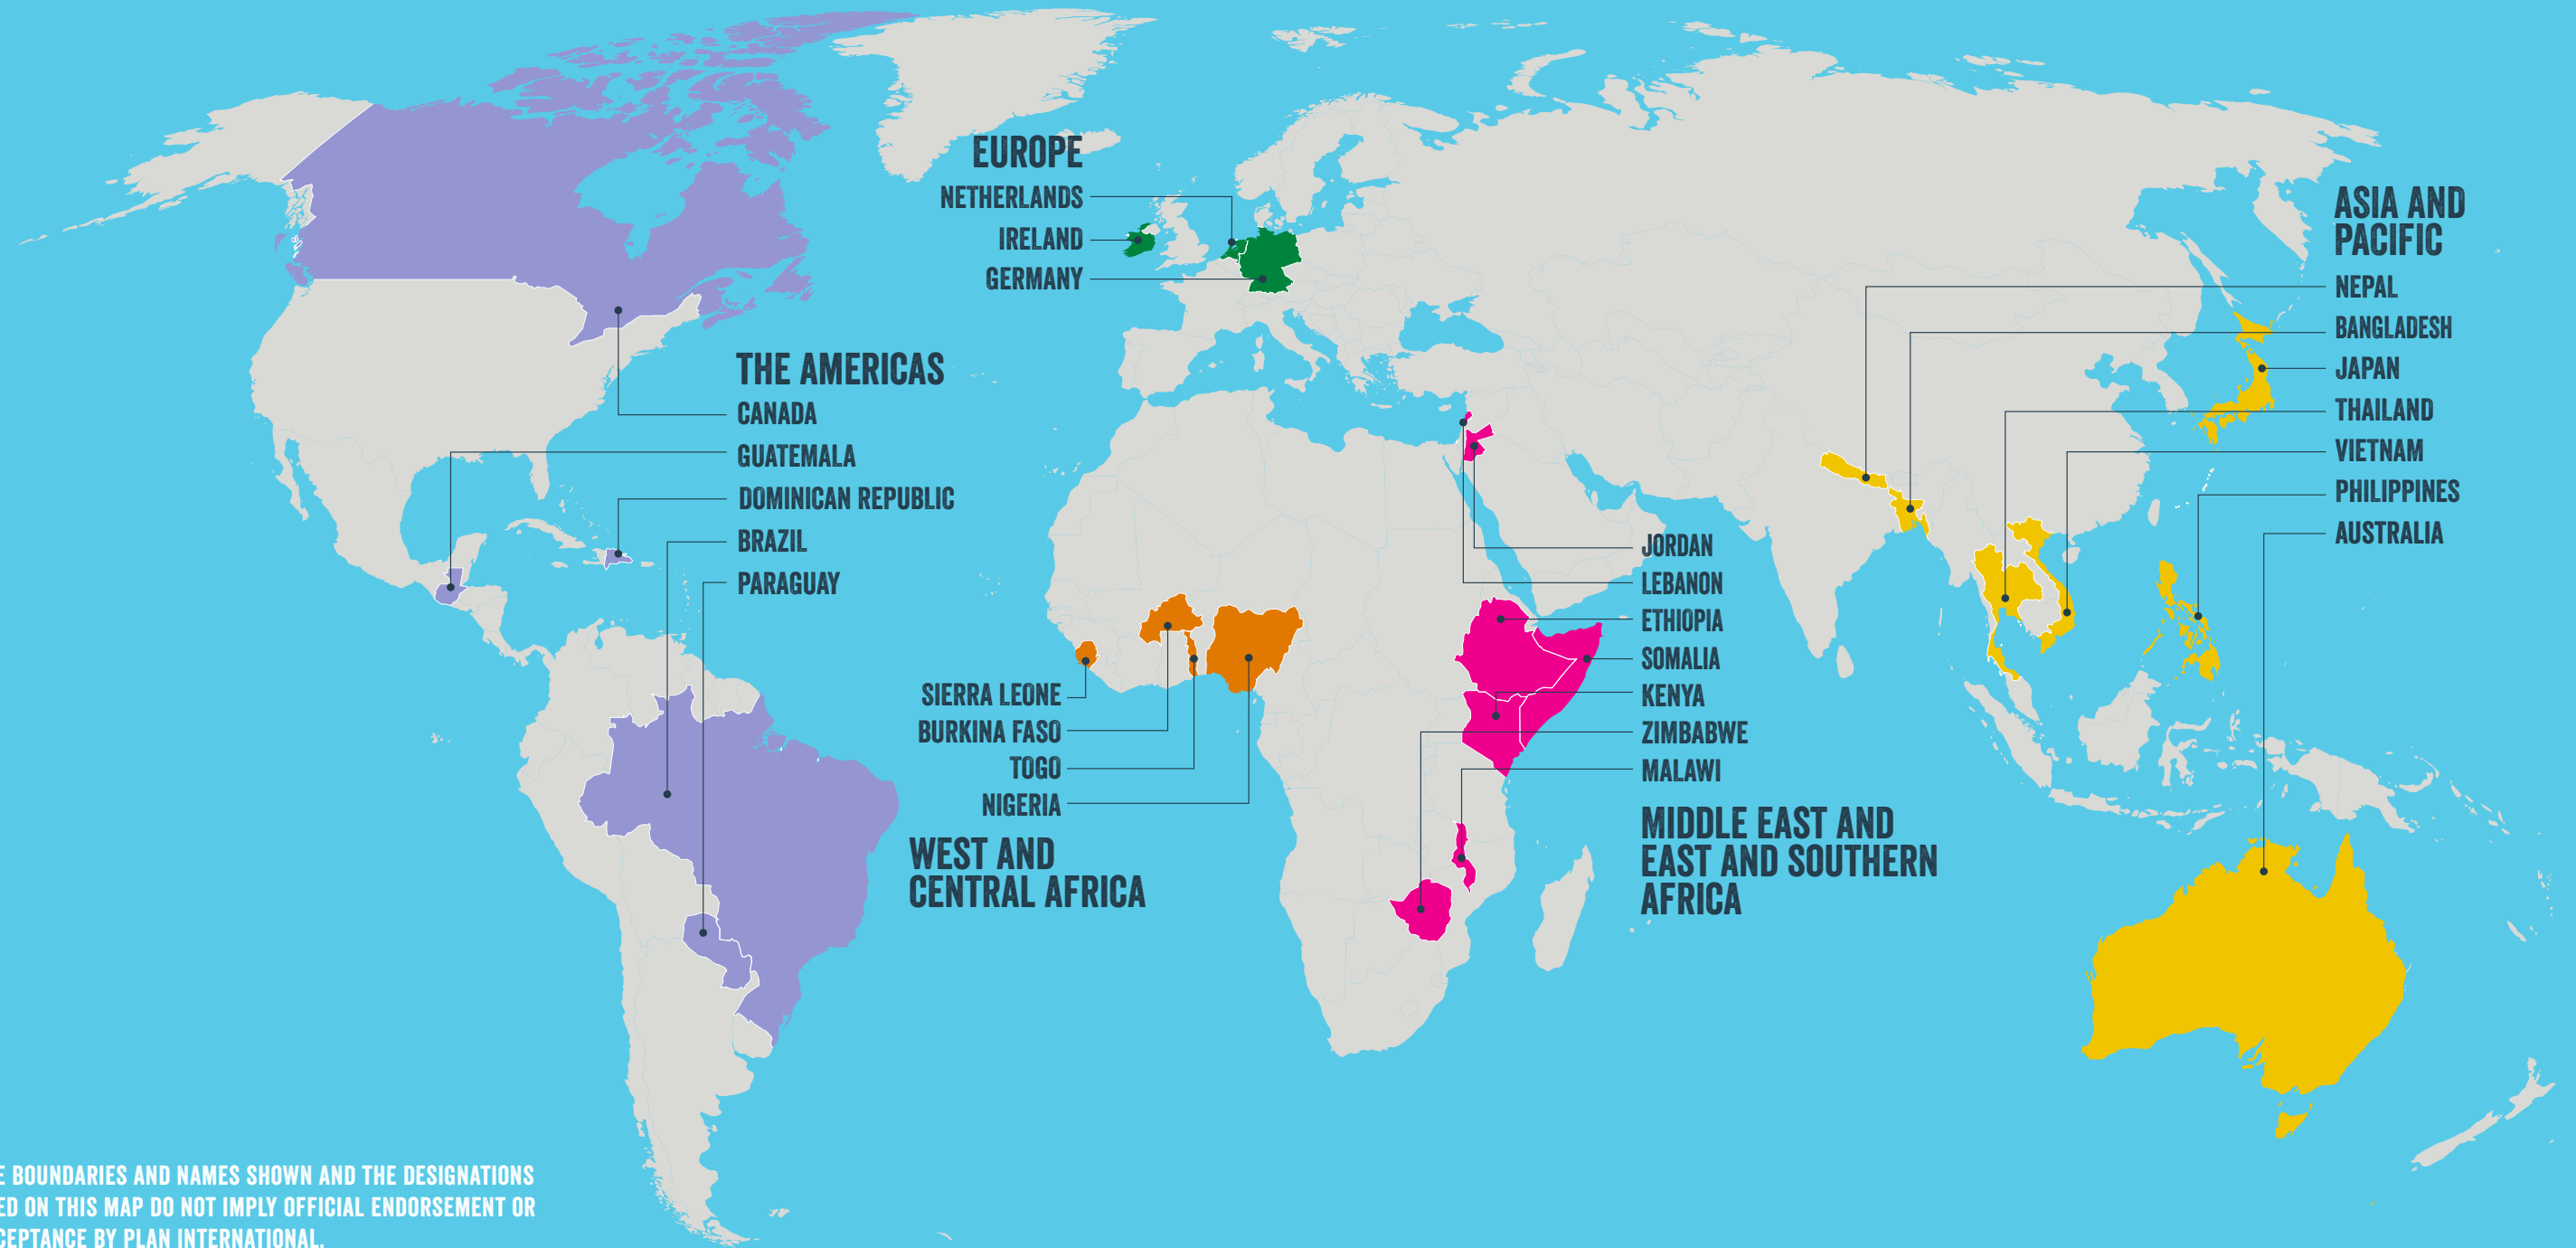 EUROPE
NETHERLANDS
IRELAND
GERMANY
THE AMERICAS
CANADA
GUATEMALA
DOMINICAN REPUBLIC
BRAZIL
PARAGUAY
SIERRA LEONE
BURKINA FASO
TOGO
NIGERIA
WEST AND
CENTRAL AFRICA
JORDAN
LEBANON
ETHIOPIA
SOMALIA
KENYA
ZIMBABWE
MALAWI
MIDDLE EAST AND
EAST AND SOUTHERN
AFRICA
ASIA AND
PACIFIC
NEPAL
BANGLADESH
JAPAN
THAILAND
VIETNAM
PHILIPPINES
AUSTRALIA
E BOUNDARIES AND NAMES SHOWN AND THE DESIGNATIONS
ED ON THIS MAP DO NOT IMPLY OFFICIAL ENDORSEMENT OR
CEPTANCE BY PLAN INTERNATIONAL.